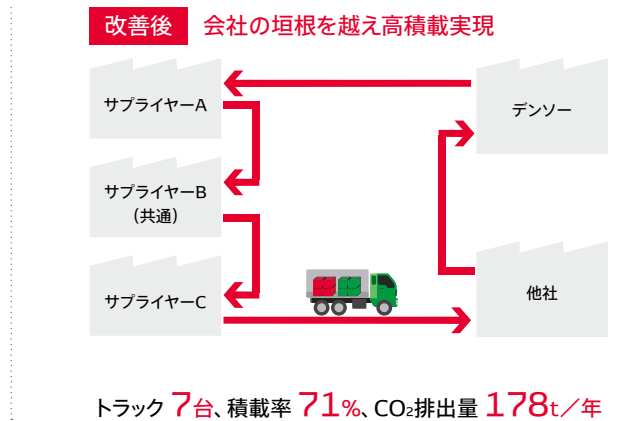 改善後 会社の垣根を越え高積載実現
サプライヤーA
デンソー
サプライヤーB
（共通）
サプライヤーC
他社
トラック 7台、積載率 71%、CO₂排出量 178t／年